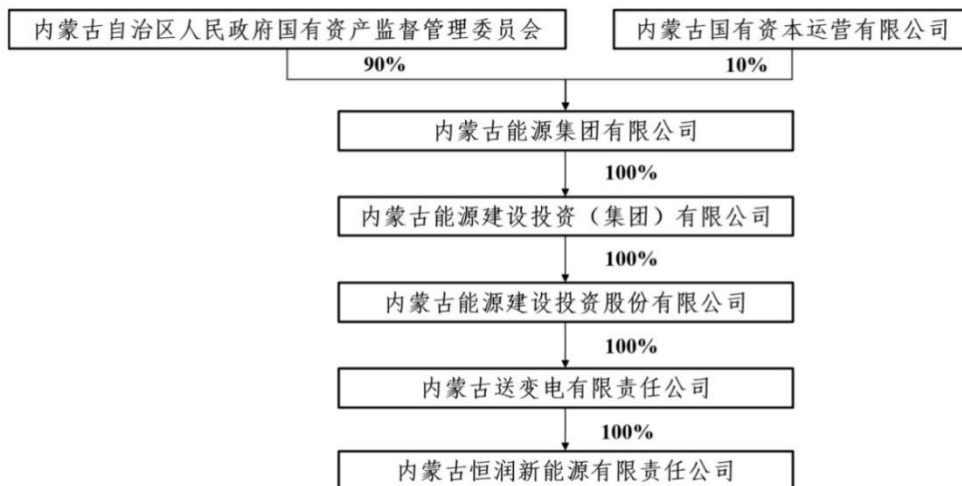 内蒙古自治区人民政府国有资产监督管理委员会
内蒙古国有资本运营有限公司
90%
10%
内蒙古能源集团有限公司
100%
内蒙古能源建设投资（集团）有限公司
100%
内蒙古能源建设投资股份有限公司
100%
内蒙古送变电有限责任公司
100%
内蒙古恒润新能源有限责任公司